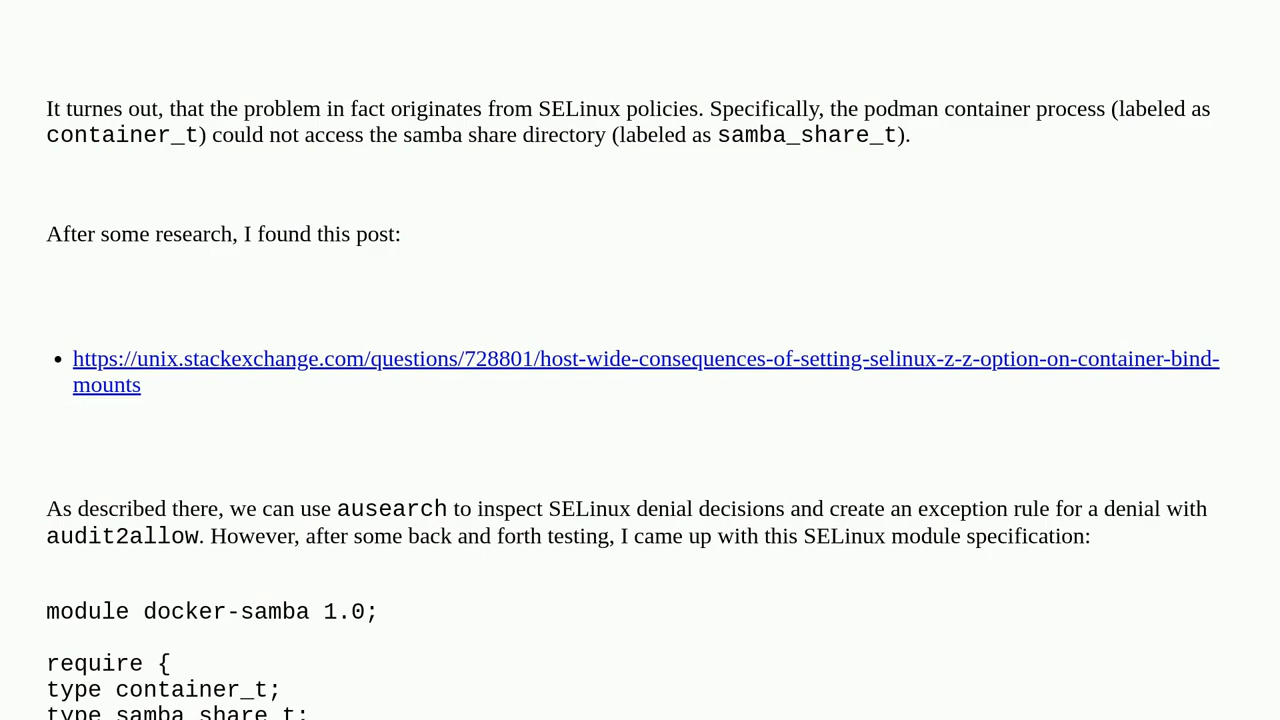 It turnes out, that the problem in fact originates from SELinux policies. Specifically, the podman container process (labeled as
container_t) could not access the samba share directory (labeled as samba_share_t).
After some research, I found this post:
• https://unix.stackexchange.com/questions/728801/host-wide-consequences-of-setting-selinux-z-z-option-on-container-bind-
mounts
As described there, we can use ausearch to inspect SELinux denial decisions and create an exception rule for a denial with
audit2allow. However, after some back and forth testing, I came up with this SELinux module specification:
module docker-samba 1.0;
require {
type container_t;
type samba_share_t;